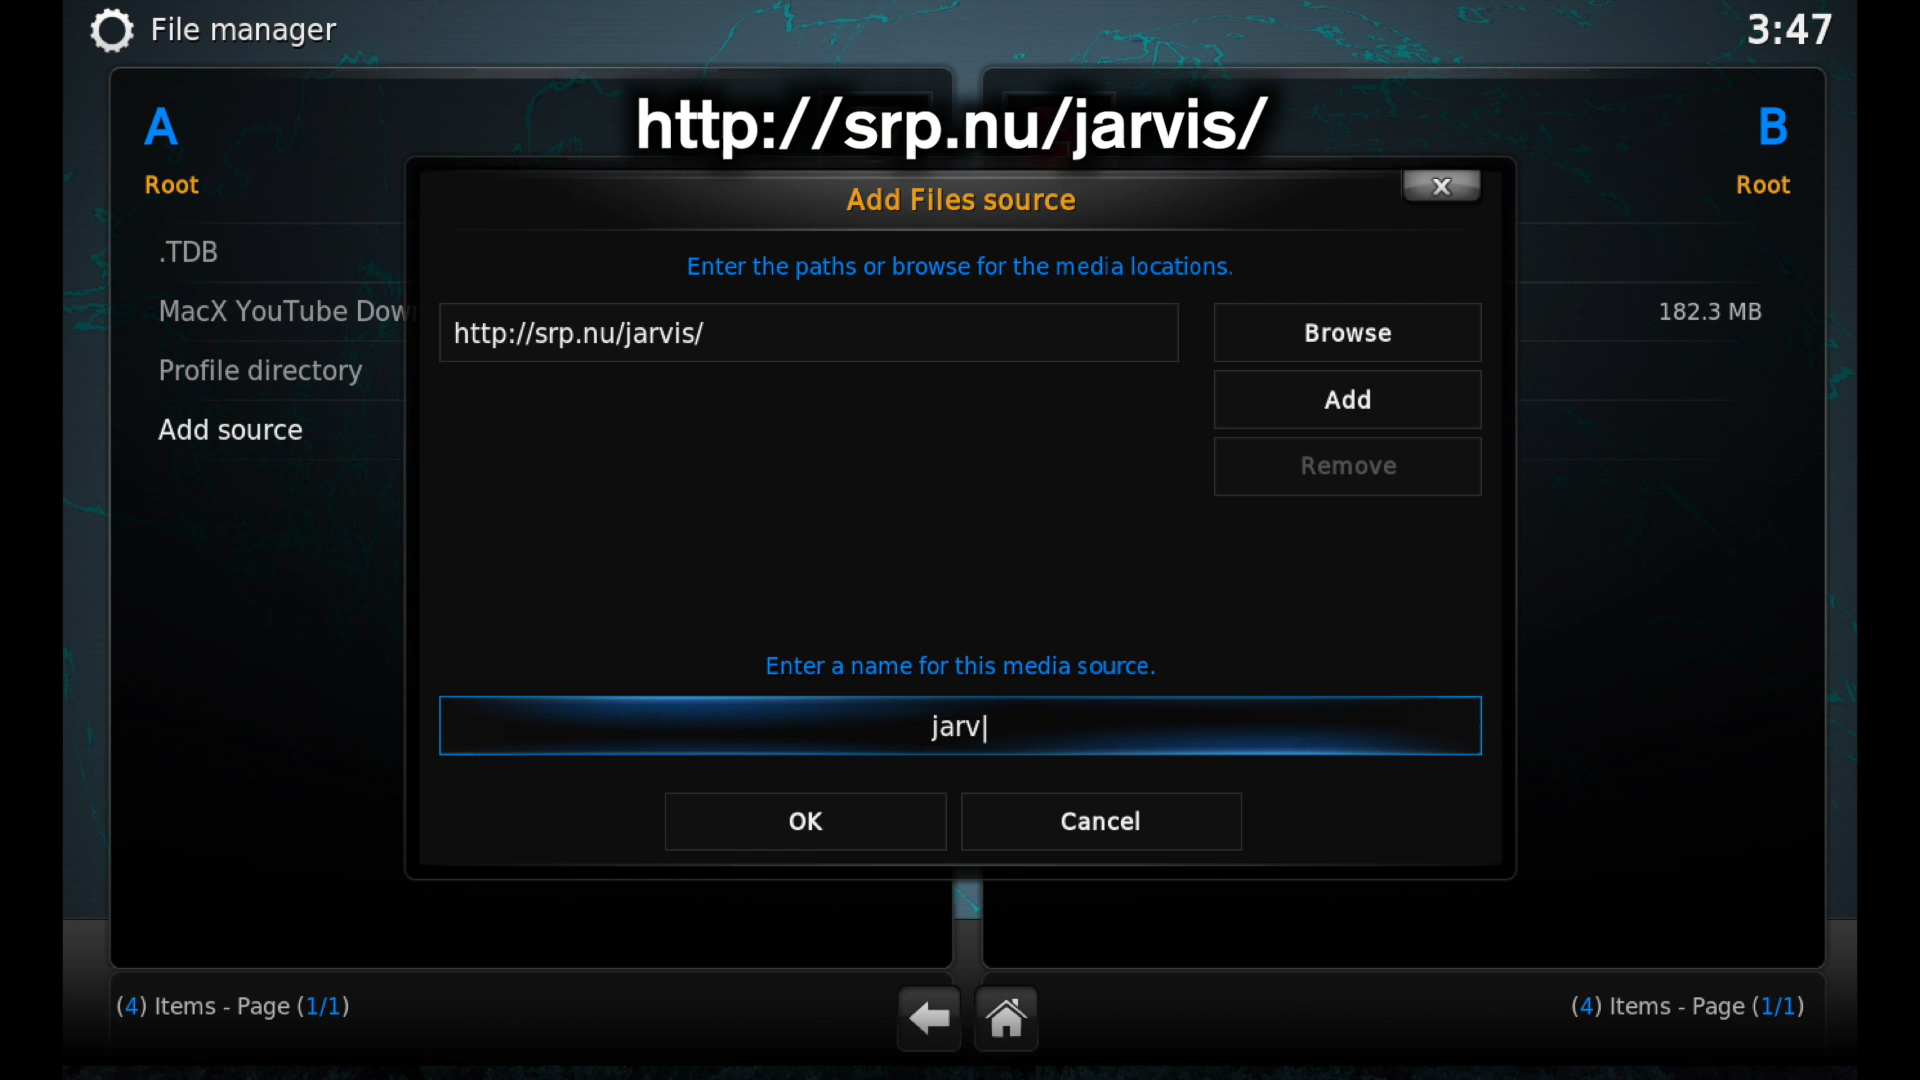 File manager
3:47
http://srp.nu/jarvis/
A
B
Root
Root
Add Files source
x
Enter the paths or browse for the media locations.
.TDB
MacX YouTube Dow
182.3 MB
Profile directory
Add source
http://srp.nu/jarvis/
Browse
Add
Remove
Enter a name for this media source.
jarv|
OK
Cancel
(4) Items - Page (1/1)
(4) Items - Page (1/1)